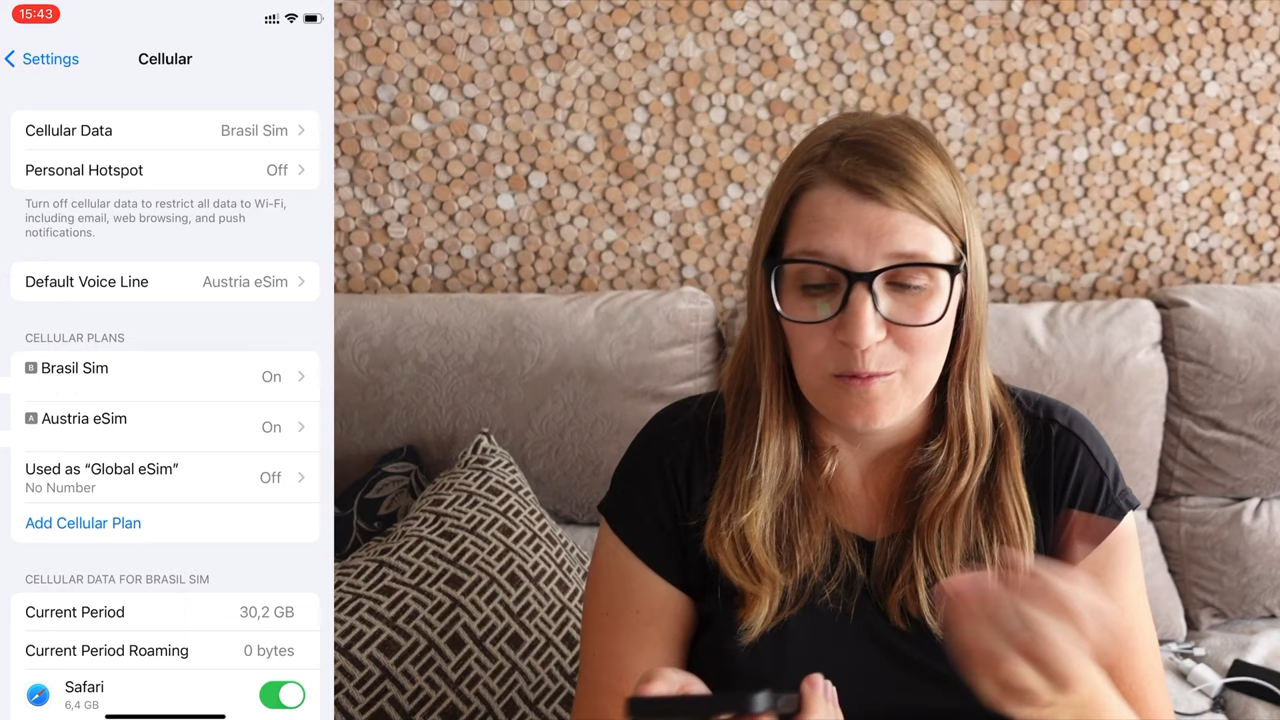 15:43
Settings
Cellular
Cellular Data Brasil Sim
Personal Hotspot Off
Turn off cellular data to restrict all data to Wi-Fi,
including email, web browsing, and push
notifications.
Default Voice Line Austria eSim
CELLULAR PLANS
B Brasil Sim On
A Austria eSim On
Used as “Global eSim” Off
No Number
Add Cellular Plan
CELLULAR DATA FOR BRASIL SIM
Current Period 30,2 GB
Current Period Roaming 0 bytes
Safari
6,4 GB